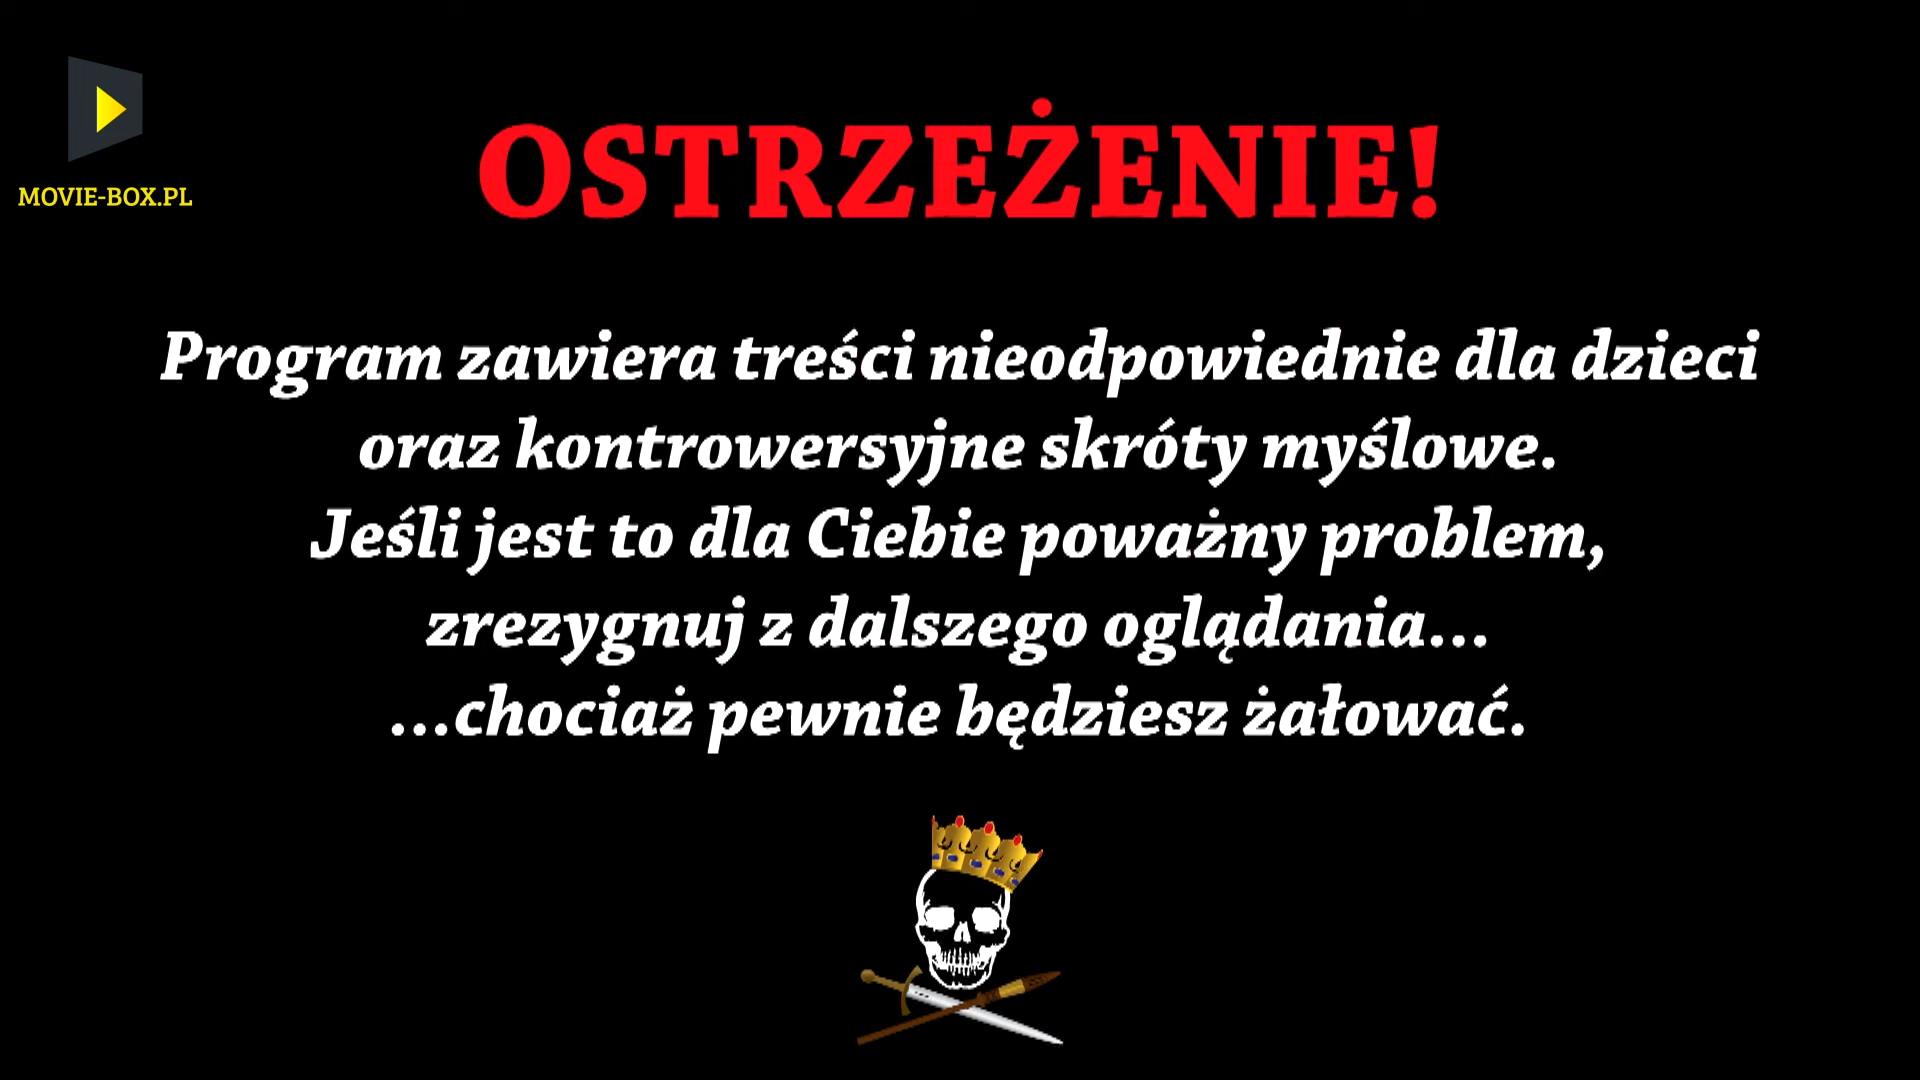 MOVIE-BOX.PL
OSTRZEŻENIE!
Program zawiera treści nieodpowiednie dla dzieci
oraz kontrowersyjne skróty myślowe.
Jeśli jest to dla Ciebie poważny problem,
zrezygnuj z dalszego oglądania...
...chociaż pewnie będziesz żałować.